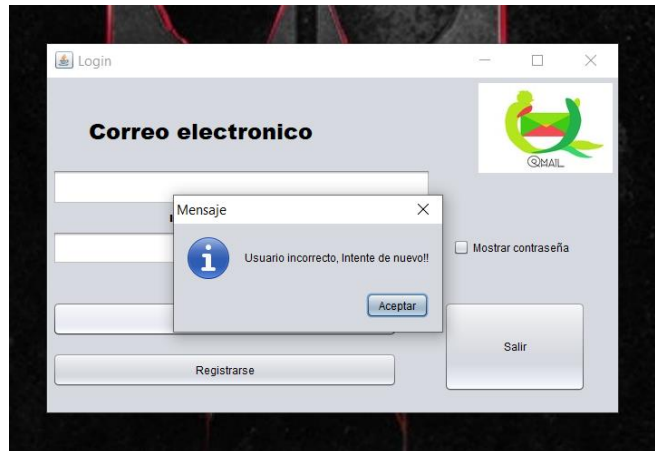 Login
Correo electronico
QMAIL
Mensaje
Usuario incorrecto, Intente de nuevo!!
Mostrar contraseña
Aceptar
Salir
Registrarse